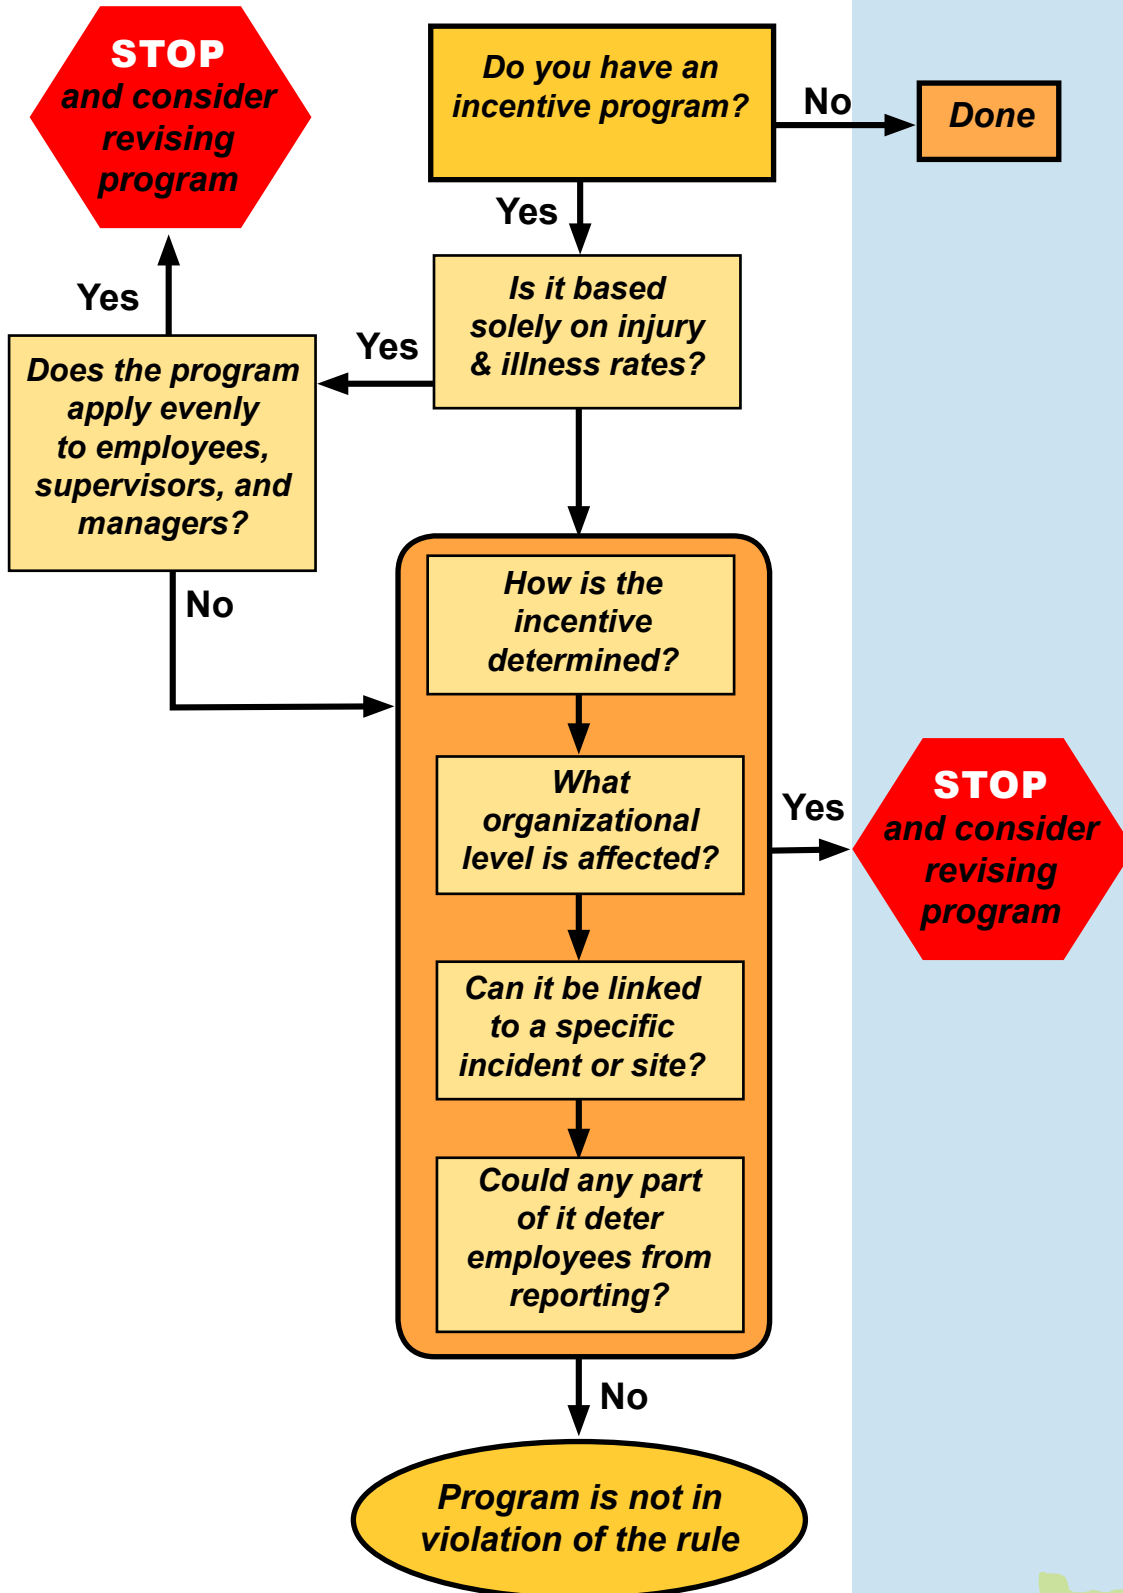 STOP
and consider
revising
program
Do you have an
incentive program?
No
Done
Yes
Is it based
solely on injury
& illness rates?
Yes
Yes
Does the program
apply evenly
to employees,
supervisors, and
managers?
No
How is the
incentive
determined?
What
organizational
level is affected?
Yes
STOP
and consider
revising
program
Can it be linked
to a specific
incident or site?
Could any part
of it deter
employees from
reporting?
No
Program is not in
violation of the rule